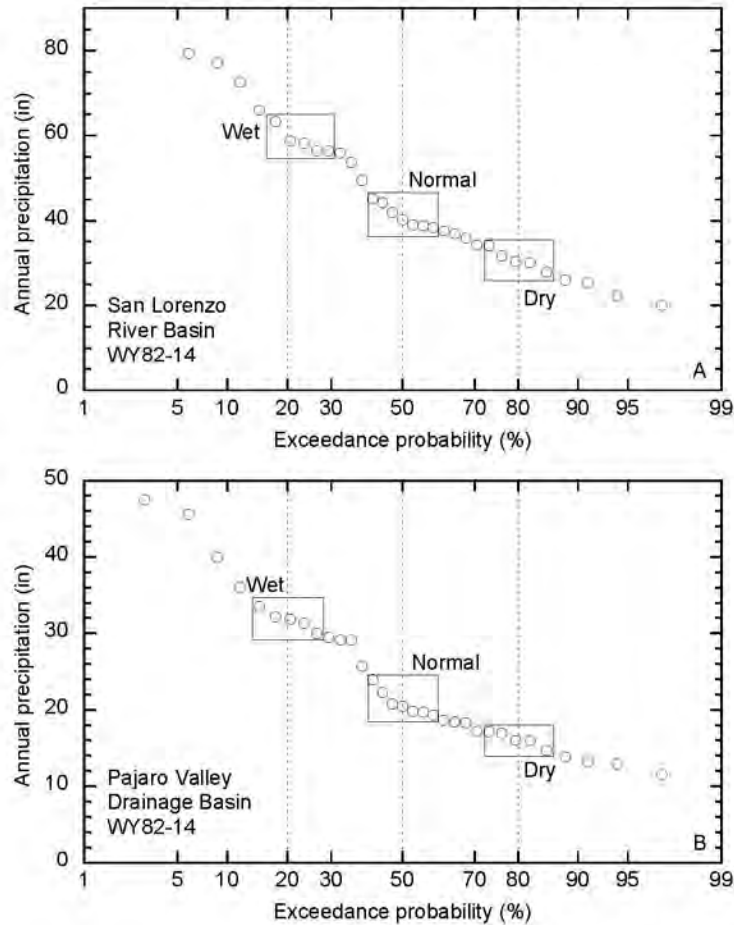 80
60
40
20
0
Annual precipitation (in)
Wet
Normal
Dry
San Lorenzo
River Basin
WY82-14
A
1 5 10 20 30 50 70 80 90 95 99
Exceedance probability (%)
50
40
30
20
10
0
Annual precipitation (in)
Wet
Normal
Dry
Pajaro Valley
Drainage Basin
WY82-14
B
1 5 10 20 30 50 70 80 90 95 99
Exceedance probability (%)